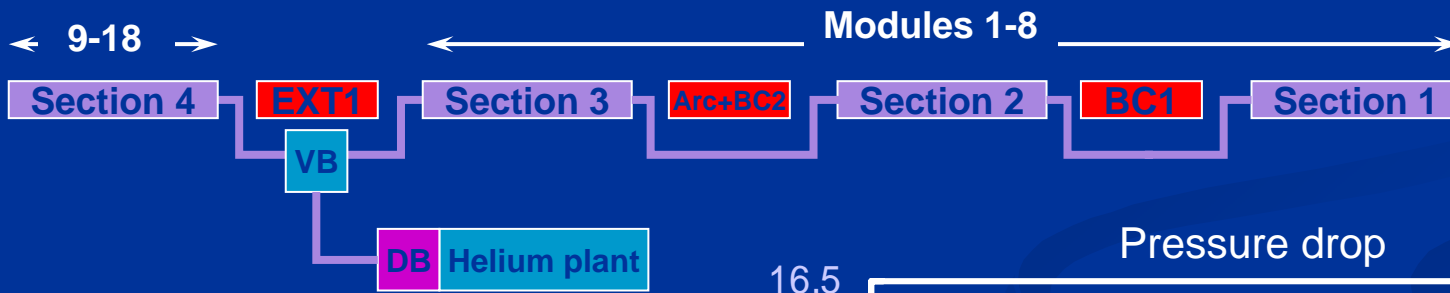 9-18
Modules 1-8
Section 4 EXT1 Section 3 Arc+BC2 Section 2 BC1 Section 1
VB
DB Helium plant
Pressure drop
16.5